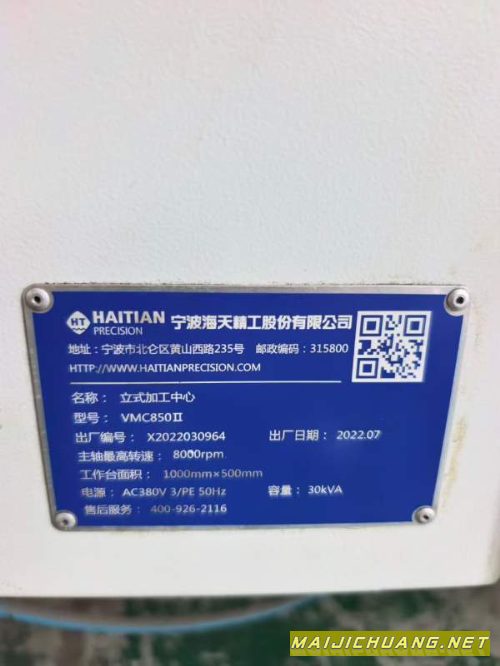 HT HAITIAN PRECISION 宁波海天精工股份有限公司
地址：宁波市北仑区黄山西路235号 邮政编码：315800
HTTP://WWW.HAITIANPRECISION.COM
名称： 立式加工中心
型号： VMC850Ⅱ
出厂编号： X2022030964 出厂日期： 2022.07
主轴最高转速： 8000rpm
工作台面积： 1000mm×500mm
电源： AC380V 3/PE 50Hz 容量： 30kVA
售后服务： 400-926-2116
MAIJICHUANG.NET